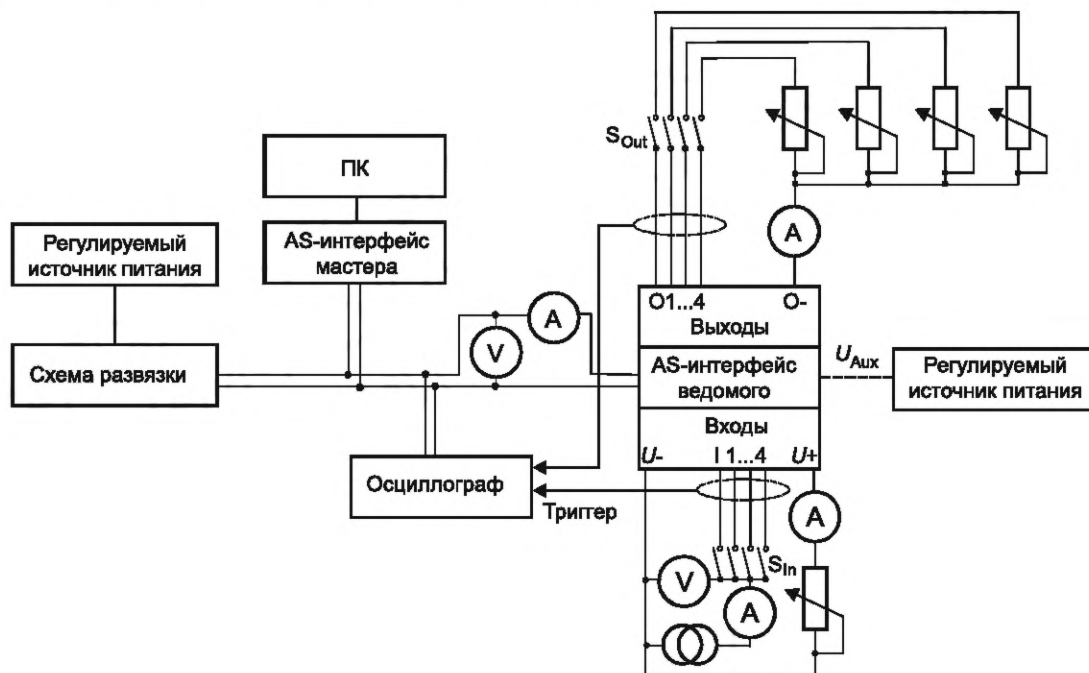 S_Out
ПК
Регулируемый
источник питания
AS-интерфейс
мастера
A
A
V
Схема развязки
O1...4
O-
Выходы
AS-интерфейс
ведомого
U_Aux
Регулируемый
источник питания
Входы
U-
I 1...4
U+
Осциллограф
Триггер
A
S_In
V
A